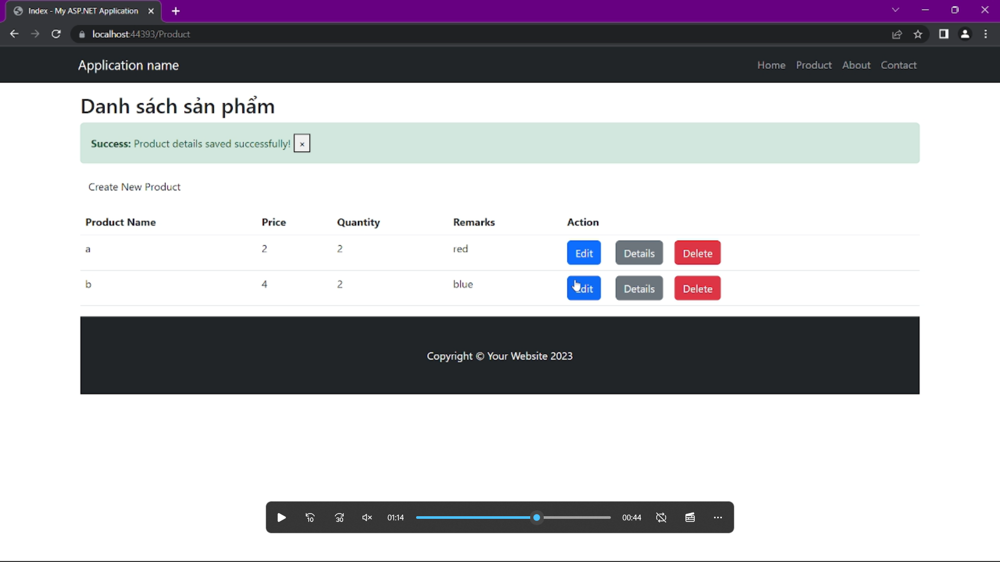 Index - My ASP.NET Application
localhost:44393/Product
Application name
Home Product About Contact
Danh sách sản phẩm
Success: Product details saved successfully! ×
Create New Product
Product Name Price Quantity Remarks Action
a 2 2 red Edit Details Delete
b 4 2 blue Edit Details Delete
Copyright © Your Website 2023
10 30 01:14 00:44